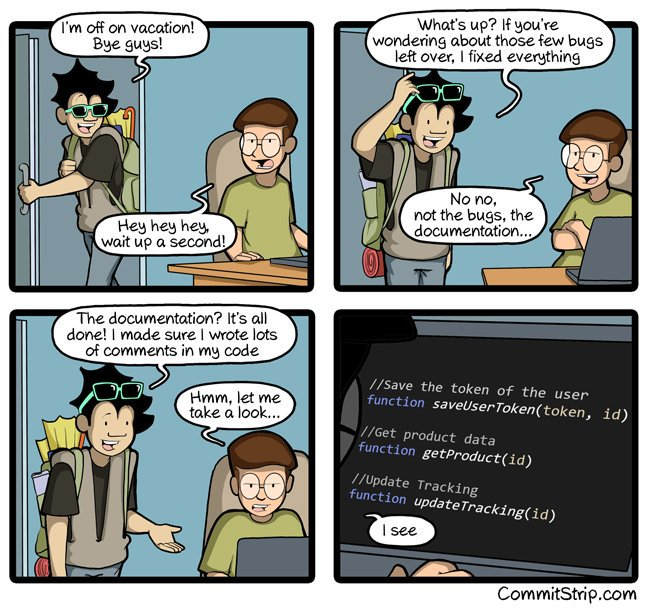 I'm off on vacation!
Bye guys!
Hey hey hey,
wait up a second!
What's up? If you're
wondering about those few bugs
left over, I fixed everything
No no,
not the bugs, the
documentation...
The documentation? It's all
done! I made sure I wrote lots
of comments in my code
Hmm, let me
take a look...
//Save the token of the user
function saveUserToken(token, id)
//Get product data
function getProduct(id)
//Update Tracking
function updateTracking(id)
I see
CommitStrip.com